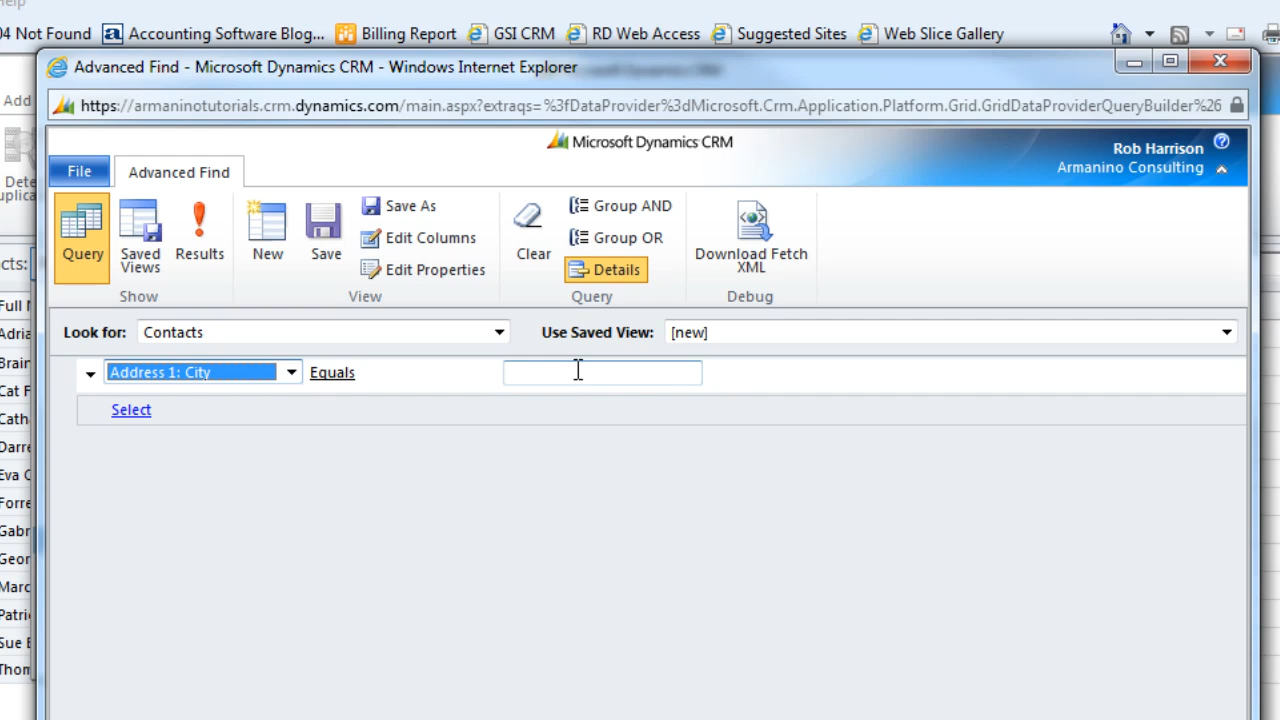 Help
04 Not Found Accounting Software Blog... Billing Report GSI CRM RD Web Access Suggested Sites Web Slice Gallery
Advanced Find - Microsoft Dynamics CRM - Windows Internet Explorer
https://armaninotutorials.crm.dynamics.com/main.aspx?extraqs=%3fDataProvider%3dMicrosoft.Crm.Application.Platform.Grid.GridDataProviderQueryBuilder%26
Microsoft Dynamics CRM
Rob Harrison
Armanino Consulting
File Advanced Find
Query Saved Views Results New Save Save As Edit Columns Edit Properties Clear Group AND Group OR Details Download Fetch XML
Show View Query Debug
Look for: Contacts Use Saved View: [new]
Address 1: City Equals
Select
Add
Dete
uplica
cts:
Full
Adria
Brain
Cat F
Cath
Darre
Eva
Forre
Gabr
Geor
Marc
Patri
Sue
Thom